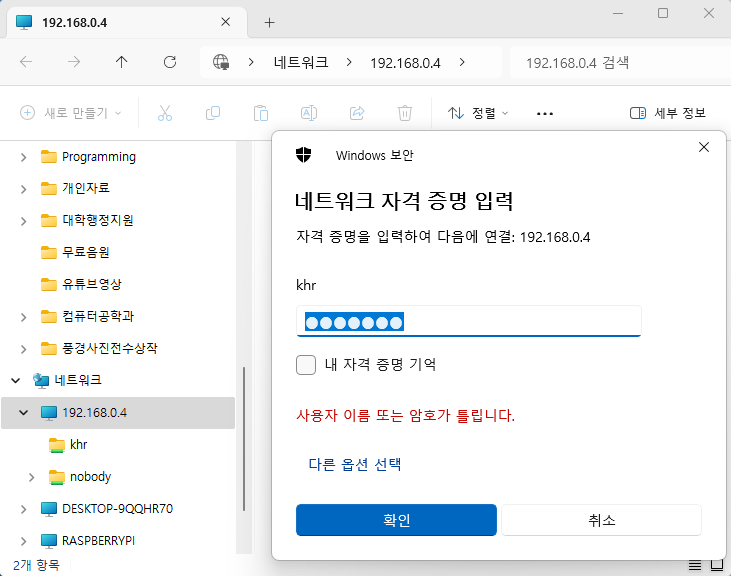 192.168.0.4
네트워크 192.168.0.4
192.168.0.4 검색
새로 만들기
정렬
세부 정보
Programming
개인자료
대학행정지원
무료음원
유튜브영상
컴퓨터공학과
풍경사진전수상작
네트워크
192.168.0.4
khr
nobody
DESKTOP-9QQHR70
RASPBERRYPI
2개 항목
Windows 보안
네트워크 자격 증명 입력
자격 증명을 입력하여 다음에 연결: 192.168.0.4
khr
내 자격 증명 기억
사용자 이름 또는 암호가 틀립니다.
다른 옵션 선택
확인
취소